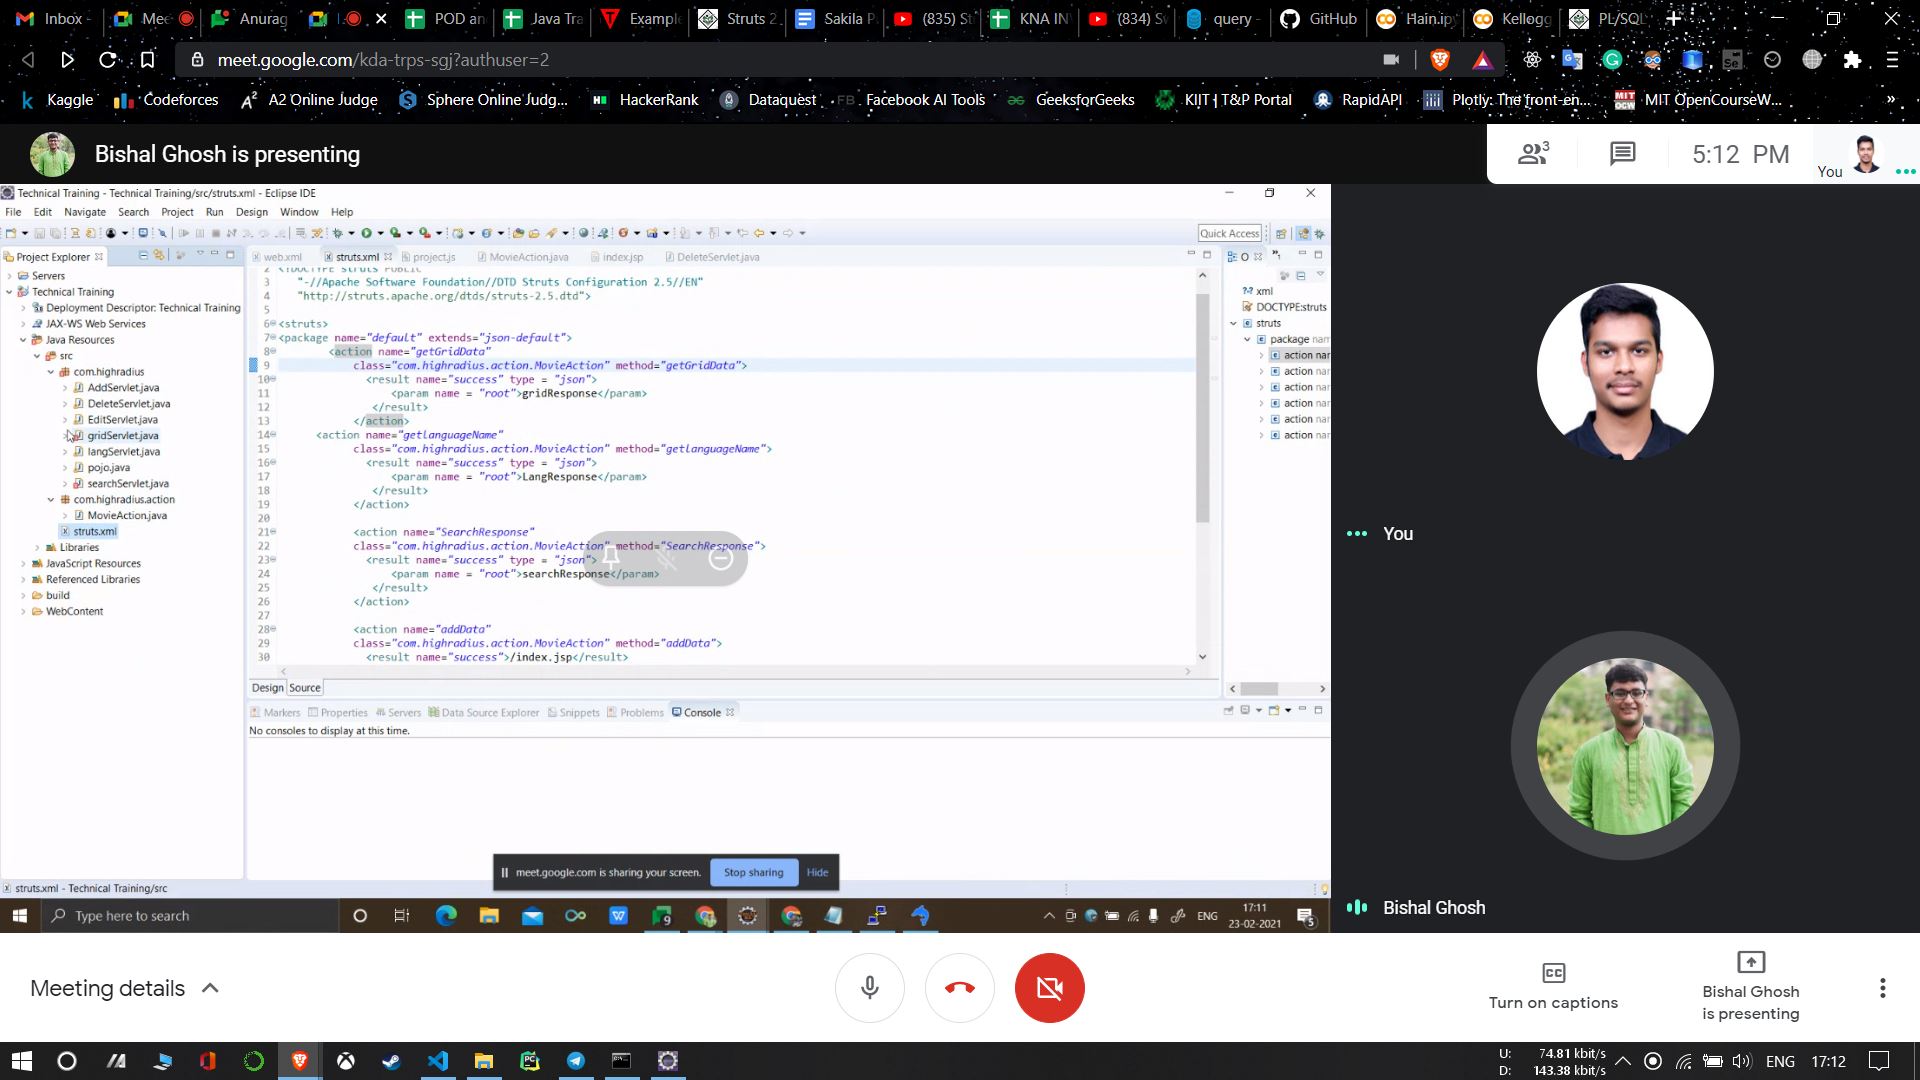 Inbox -
Mee
Anurag
POD an
Java Tra
Example
Struts 2
Sakila P
(835) St
KNA IN
(834) Sv
query -
GitHub
Hain.ip
Kellogg
PL/SQL
meet.google.com/kda-trps-sgj?authuser=2
Kaggle
Codeforces
A2 Online Judge
Sphere Online Judg...
HackerRank
Dataquest
FB Facebook AI Tools
GeeksforGeeks
KIIT | T&P Portal
RapidAPI
Plotly: The front-en...
MIT OpenCourseW...
»
Bishal Ghosh is presenting
3
5:12 PM
You
Technical Training - Technical Training/src/struts.xml - Eclipse IDE
File Edit Navigate Search Project Run Design Window Help
Quick Access
Project Explorer
web.xml
struts.xml
project.js
MovieAction.java
index.jsp
DeleteServlet.java
Servers
Technical Training
Deployment Descriptor: Technical Training
JAX-WS Web Services
Java Resources
src
com.highradius
AddServlet.java
DeleteServlet.java
EditServlet.java
gridServlet.java
langServlet.java
pojo.java
searchServlet.java
com.highradius.action
MovieAction.java
struts.xml
Libraries
JavaScript Resources
Referenced Libraries
build
WebContent
2 <!DOCTYPE struts PUBLIC
3 "-//Apache Software Foundation//DTD Struts Configuration 2.5//EN"
4 "http://struts.apache.org/dtds/struts-2.5.dtd">
5
6 <struts>
7 <package name="default" extends="json-default">
8 <action name="getGridData"
9 class="com.highradius.action.MovieAction" method="getGridData">
10 <result name="success" type = "json">
11 <param name = "root">gridResponse</param>
12 </result>
13 </action>
14 <action name="getlanguageName"
15 class="com.highradius.action.MovieAction" method="getlanguageName">
16 <result name="success" type = "json">
17 <param name = "root">LangResponse</param>
18 </result>
19 </action>
20
21 <action name="SearchResponse"
22 class="com.highradius.action.MovieAction" method="SearchResponse">
23 <result name="success" type = "json">
24 <param name = "root">searchResponse</param>
25 </result>
26 </action>
27
28 <action name="addData"
29 class="com.highradius.action.MovieAction" method="addData">
30 <result name="success">/index.jsp</result>
Design Source
xml
DOCTYPE:struts
struts
package nam
action nar
action nar
action nar
action nar
action nar
action nar
Markers Properties Servers Data Source Explorer Snippets Problems Console
No consoles to display at this time.
meet.google.com is sharing your screen. Stop sharing Hide
struts.xml - Technical Training/src
Type here to search
ENG
17:11
23-02-2021
5
You
Bishal Ghosh
Meeting details
Turn on captions
Bishal Ghosh
is presenting
U: 74.81 kbit/s
D: 143.38 kbit/s
ENG
17:12